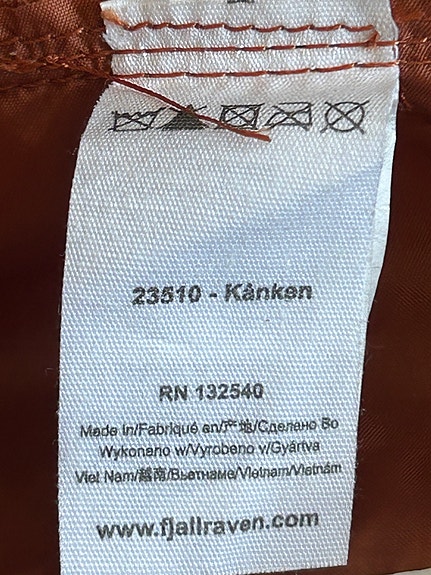 23510 - Kånken
RN 132540
Made In/Fabriqué en/产地/Сделано Во
Wykonano w/Vyrobeno v/Gyártva
Viet Nam/越南/Вьетнаме/Vietnam/Vietnám
www.fjallraven.com